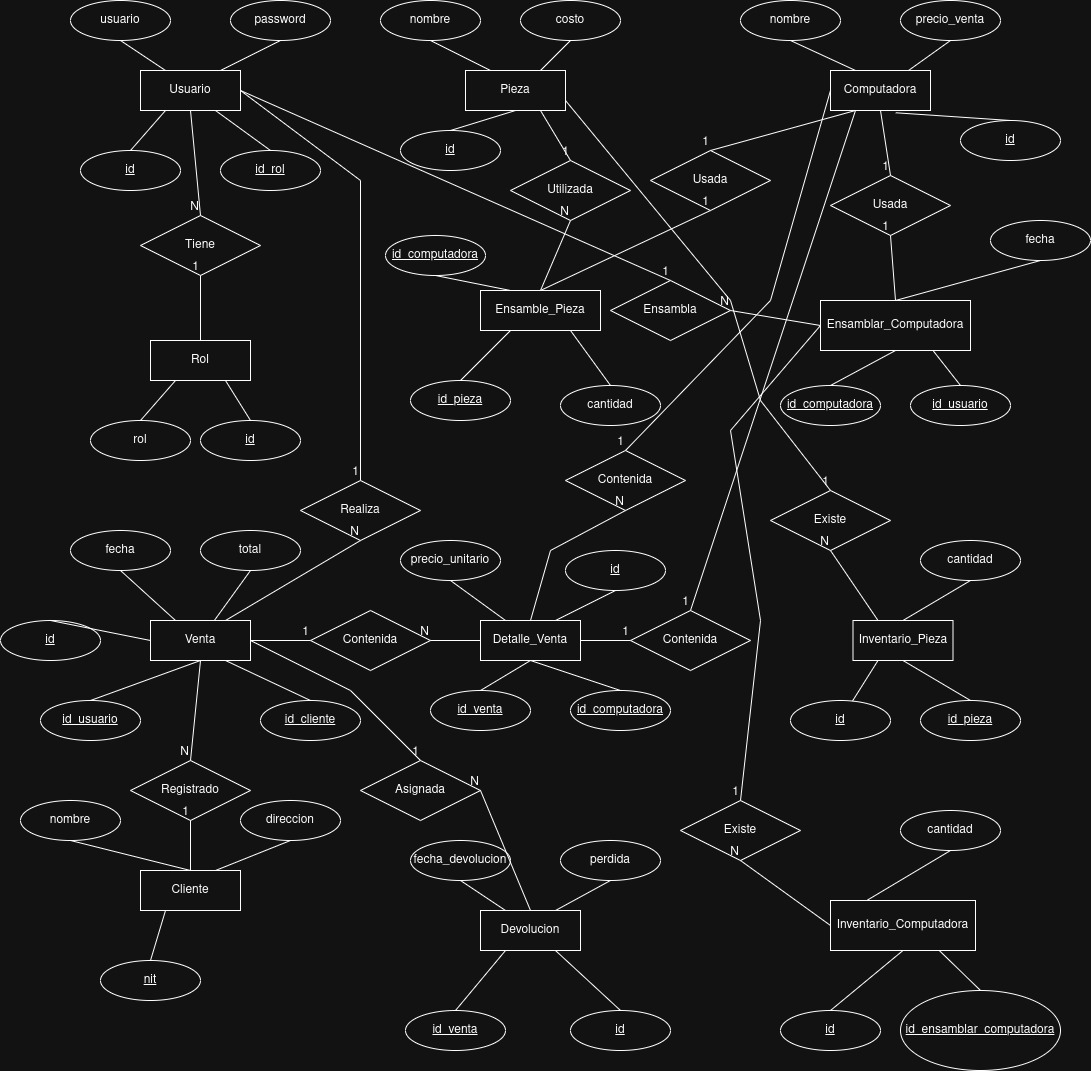 usuario
password
nombre
costo
nombre
precio_venta
Usuario
Pieza
Computadora
id
id_rol
id
1
1
1
id
Utilizada
Usada
Usada
N
N
1
1
Tiene
1
id_computadora
fecha
1
Ensamble_Pieza
Ensambla
N
Ensamblar_Computadora
Rol
id_pieza
cantidad
id_computadora
id_usuario
rol
id
1
1
Contenida
N
1
Realiza
N
Existe
N
fecha
total
precio_unitario
id
cantidad
1
id
Venta
1
Contenida
N
Detalle_Venta
1
Contenida
Inventario_Pieza
id_usuario
id_cliente
id_venta
id_computadora
id
id_pieza
N
1
Registrado
Asignada
N
1
1
nombre
direccion
Existe
N
cantidad
fecha_devolucion
perdida
Cliente
Devolucion
Inventario_Computadora
nit
id_venta
id
id
id_ensamblar_computadora